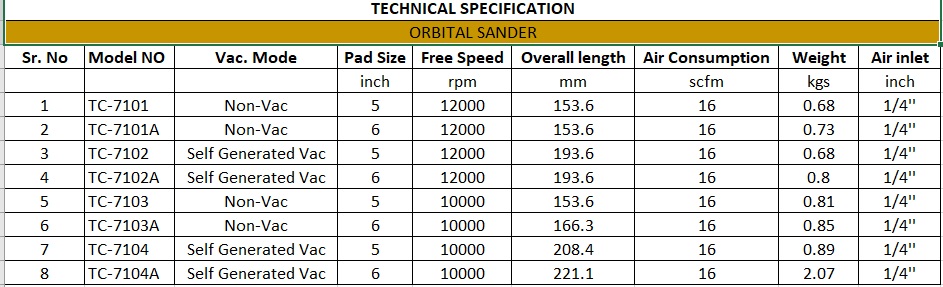 TECHNICAL SPECIFICATION
ORBITAL SANDER
Sr. No Model NO Vac. Mode Pad Size Free Speed Overall length Air Consumption Weight Air inlet
inch rpm mm scfm kgs inch
1 TC-7101 Non-Vac 5 12000 153.6 16 0.68 1/4"
2 TC-7101A Non-Vac 6 12000 153.6 16 0.73 1/4"
3 TC-7102 Self Generated Vac 5 12000 193.6 16 0.68 1/4"
4 TC-7102A Self Generated Vac 6 12000 193.6 16 0.8 1/4"
5 TC-7103 Non-Vac 5 10000 153.6 16 0.81 1/4"
6 TC-7103A Non-Vac 6 10000 166.3 16 0.85 1/4"
7 TC-7104 Self Generated Vac 5 10000 208.4 16 0.89 1/4"
8 TC-7104A Self Generated Vac 6 10000 221.1 16 2.07 1/4"